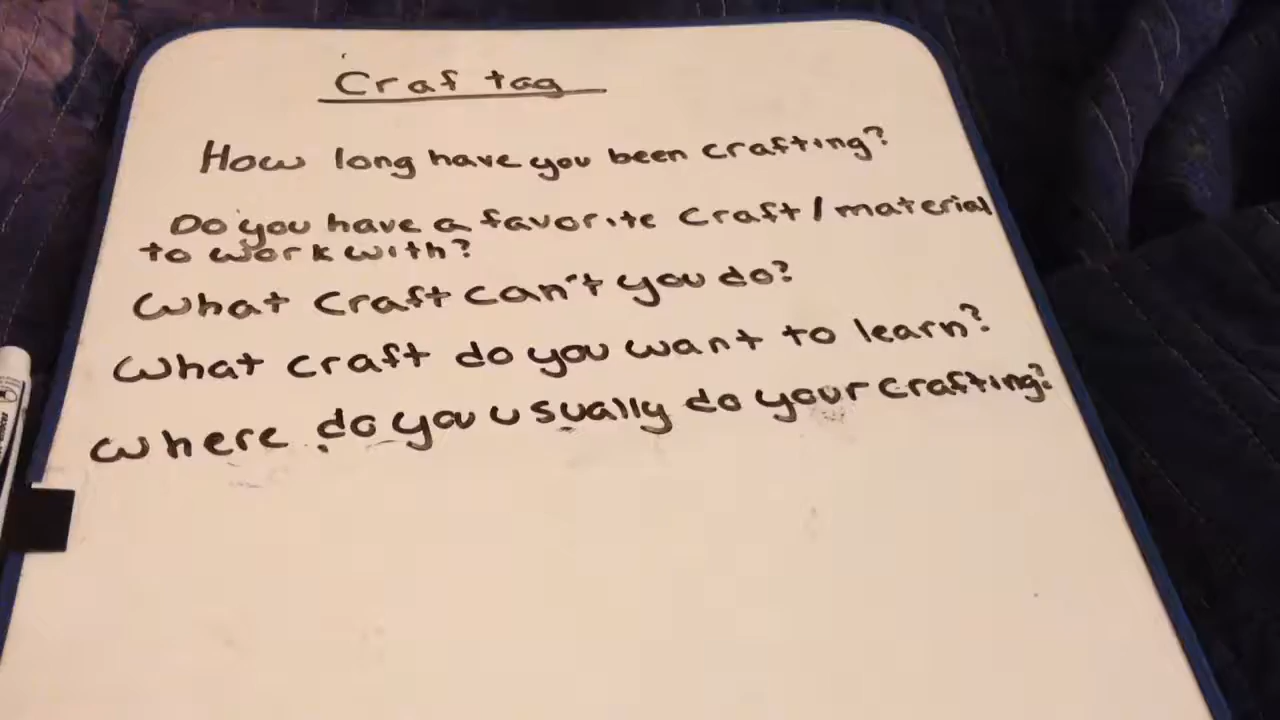 Craf tag
How long have you been crafting?
Do you have a favorite craft/material
to work with?
What craft can't you do?
What craft do you want to learn?
Where do you usually do your crafting?